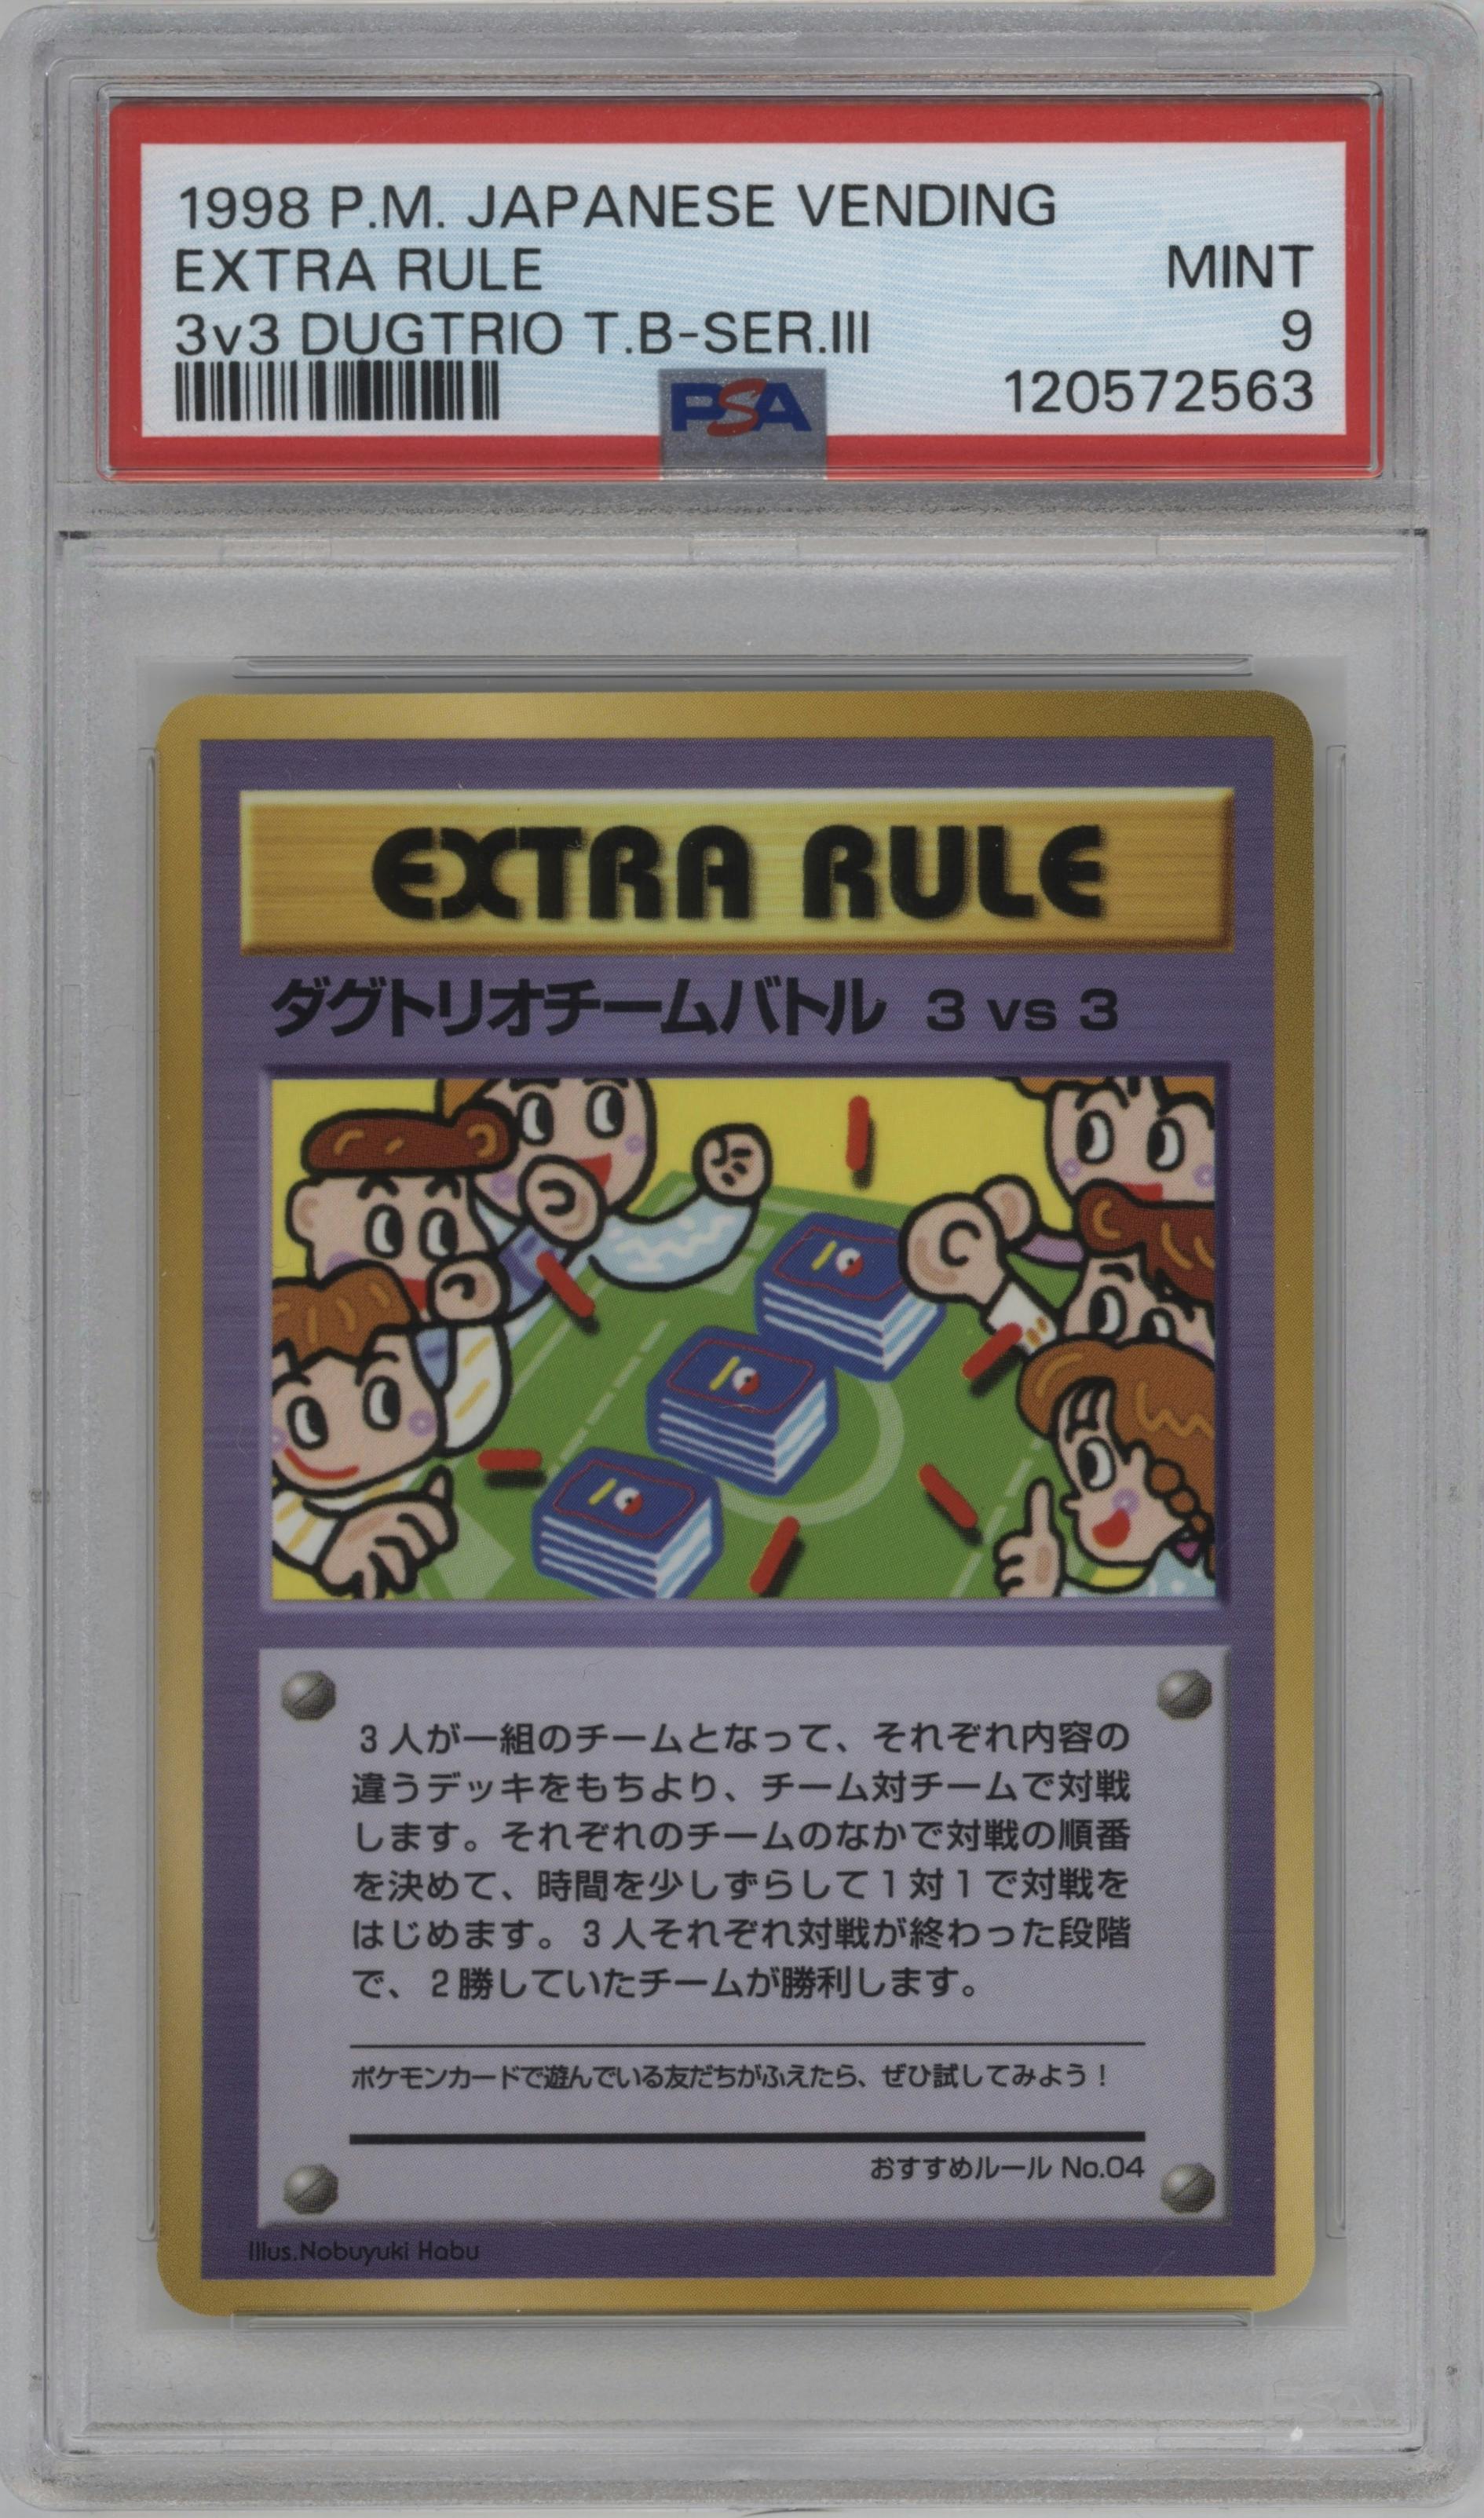 1998 P.M. JAPANESE VENDING
EXTRA RULE MINT
3v3 DUGTRIO T.B-SER.III 9
PSA 120572563
EXTRA RULE
ダグトリオチームバトル 3 vs 3
3人が一組のチームとなって、それぞれ内容の
違うデッキをもちより、チーム対チームで対戦
します。それぞれのチームのなかで対戦の順番
を決めて、時間を少しずらして1対1で対戦を
はじめます。3人それぞれ対戦が終わった段階
で、2勝していたチームが勝利します。
ポケモンカードで遊んでいる友だちがふえたら、ぜひ試してみよう！
おすすめルール No.04
Illus.Nobuyuki Habu
PSA